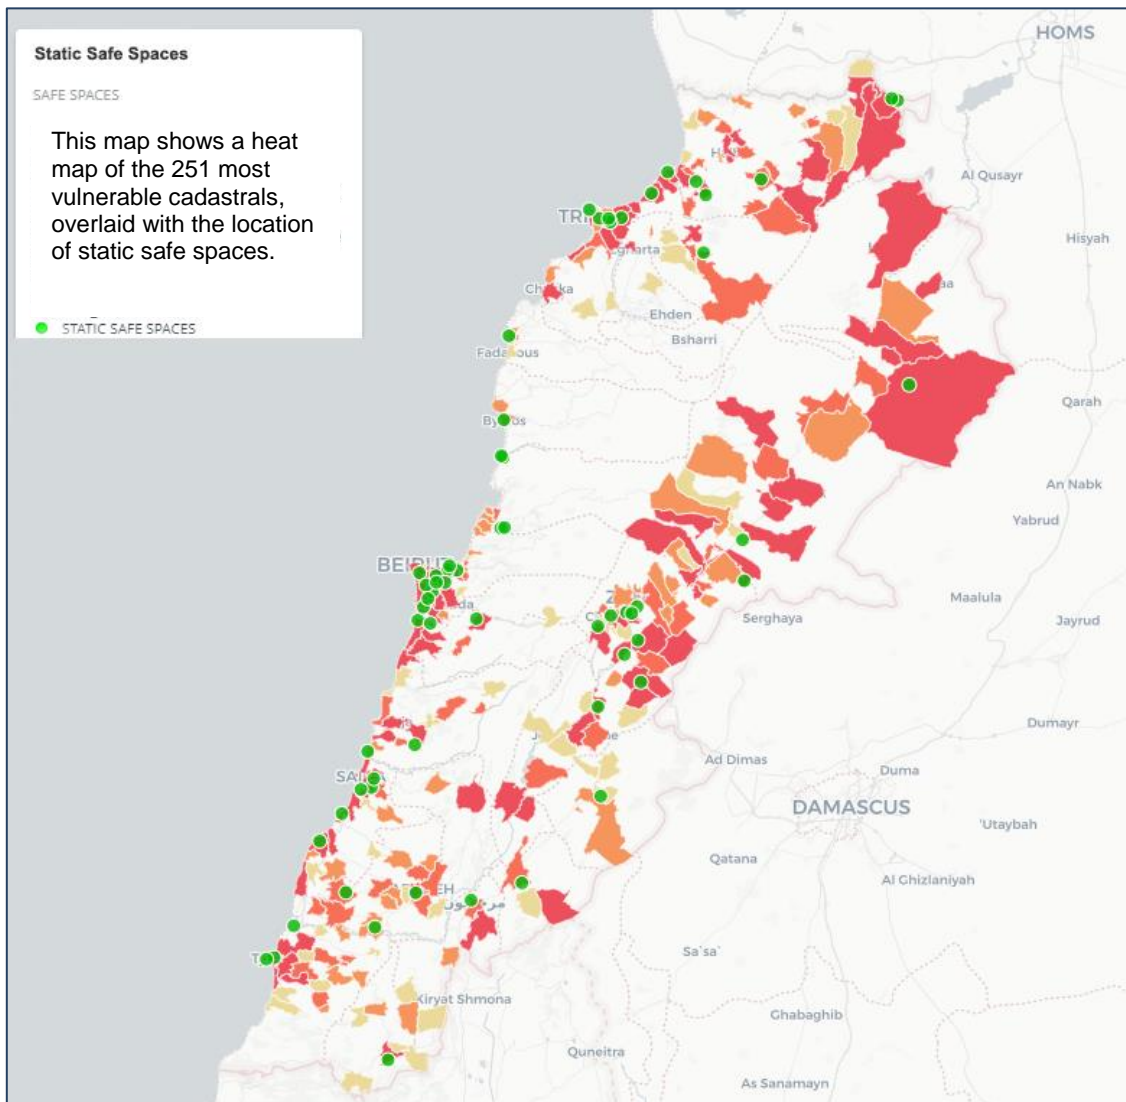 Static Safe Spaces
SAFE SPACES
This map shows a heat
map of the 251 most
vulnerable cadastrals,
overlaid with the location
of static safe spaces.
STATIC SAFE SPACES
HOMS
Al Qusayr
Hisyah
Ehden
Bsharri
Qarah
An Nabk
Yabrud
BEIRUT
Maalula
Serghaya
Jayrud
Dumayr
Ad Dimas
Duma
DAMASCUS
'Utaybah
Qatana
Al Ghizlaniyah
مرجعيون
Sa`sa`
Kiryat Shmona
Ghabaghib
Quneitra
As Sanamayn